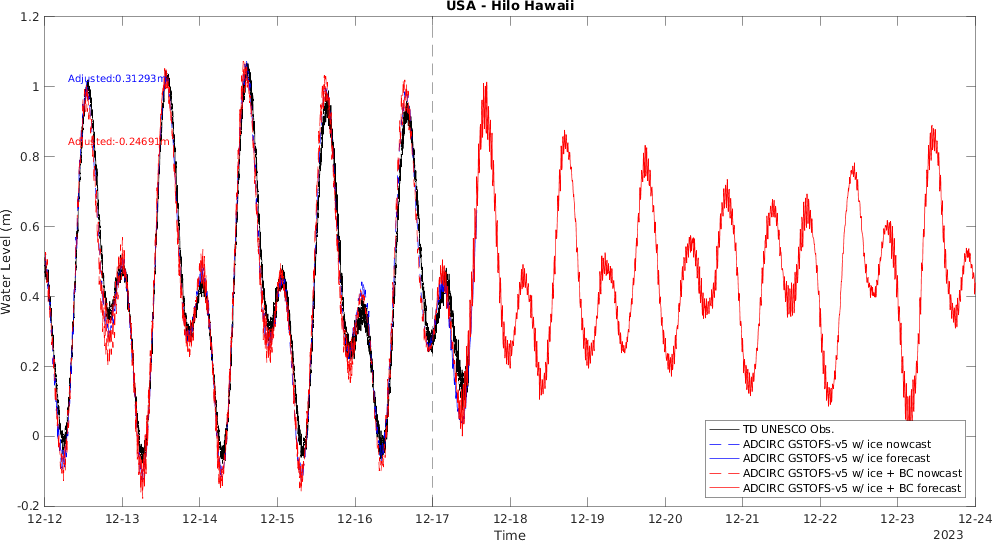 USA - Hilo Hawaii
1.2
1
0.8
0.6
0.4
0.2
0
-0.2
Water Level (m)
Adjusted:0.31293m
Adjusted:-0.24691m
TD UNESCO Obs.
ADCIRC GSTOFS-v5 w/ ice nowcast
ADCIRC GSTOFS-v5 w/ ice forecast
ADCIRC GSTOFS-v5 w/ ice + BC nowcast
ADCIRC GSTOFS-v5 w/ ice + BC forecast
12-12 12-13 12-14 12-15 12-16 12-17 12-18 12-19 12-20 12-21 12-22 12-23 12-24
Time
2023